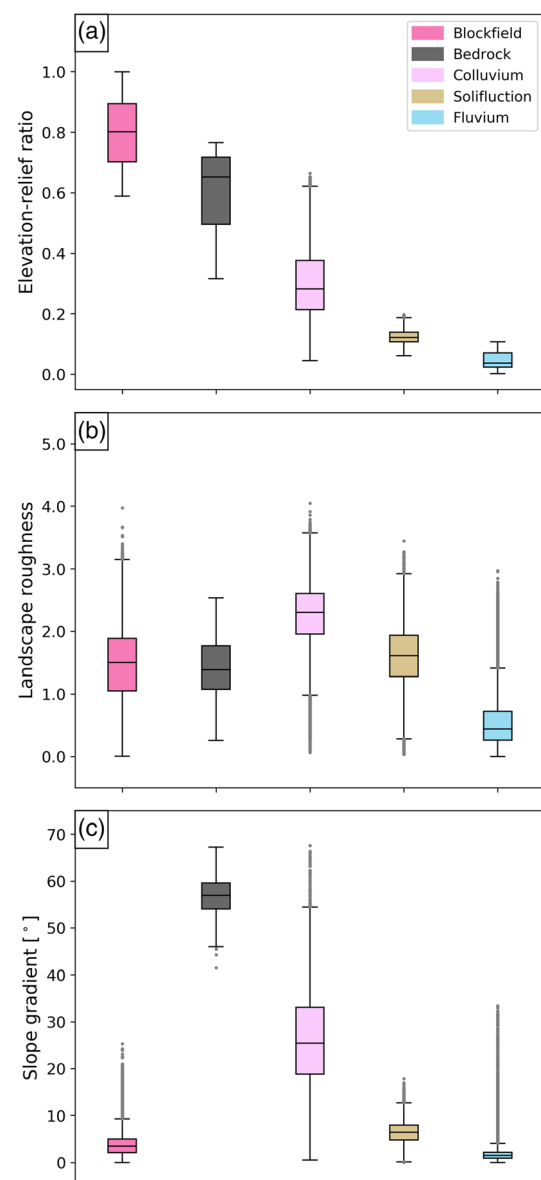 (a)
Blockfield
Bedrock
Colluvium
Solifluction
Fluvium
Elevation-relief ratio
1.0
0.8
0.6
0.4
0.2
0.0
(b)
Landscape roughness
5.0
4.0
3.0
2.0
1.0
0.0
(c)
Slope gradient [°]
70
60
50
40
30
20
10
0